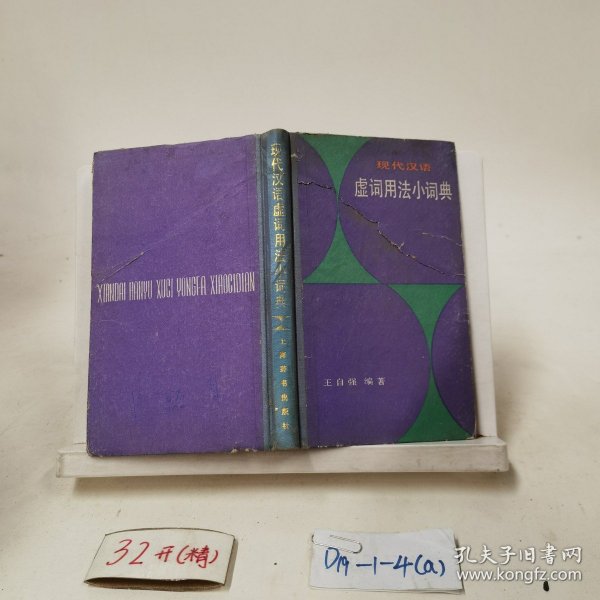 现代汉语
虚词用法小词典
王自强 编著
现代汉语虚词用法小词典
上海辞书出版社
XIANDAI HANYU XUCI YONGFA XIAOCIDIAN
32开(精)
D19-1-4(a)
孔夫子旧书网
www.kongfz.com